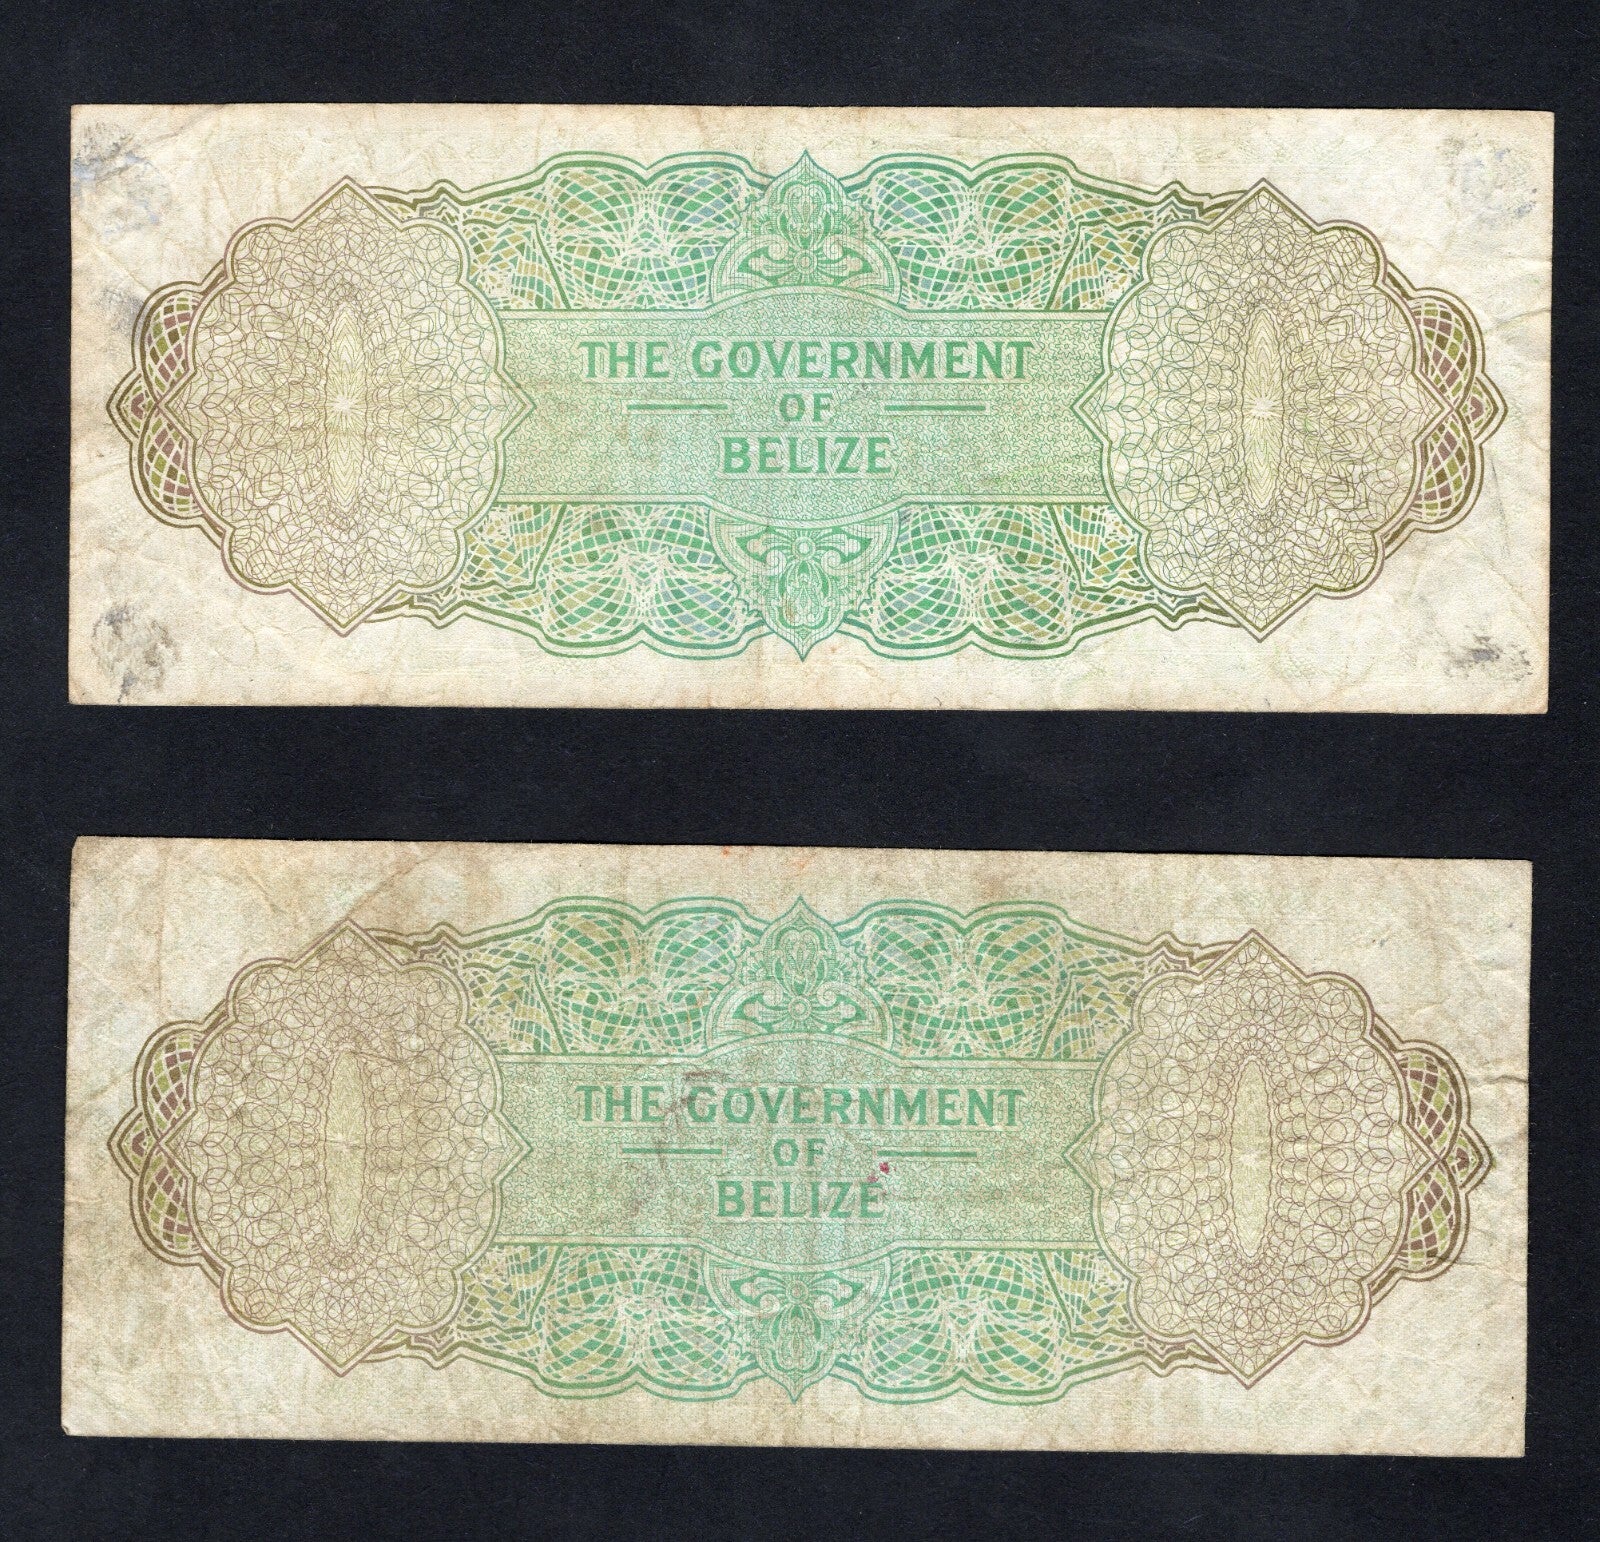 THE GOVERNMENT
OF
BELIZE
THE GOVERNMENT
OF
BELIZE